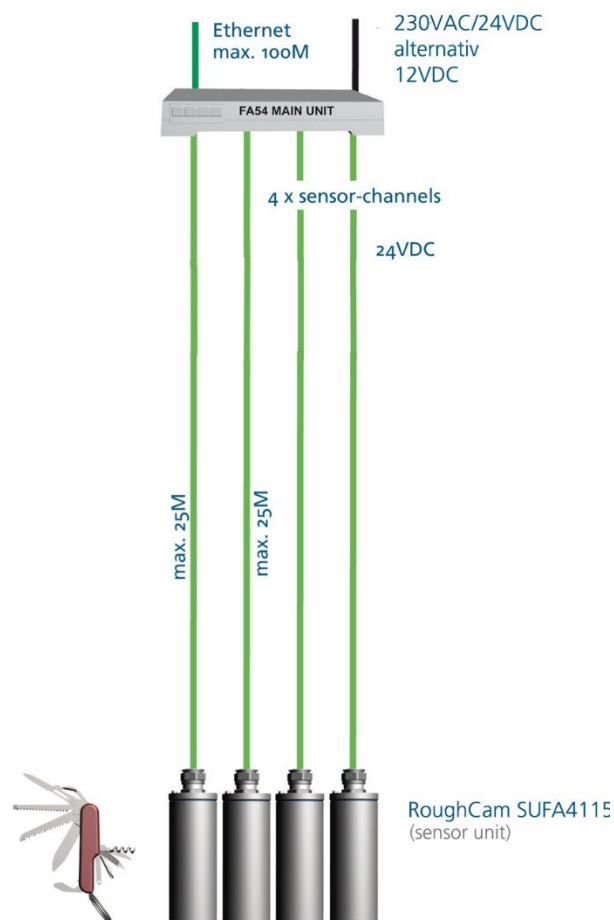 Ethernet
max. 100M
230VAC/24VDC
alternativ
12VDC
FA54 MAIN UNIT
4 x sensor-channels
24VDC
max. 25M
max. 25M
RoughCam SUFA4115
(sensor unit)